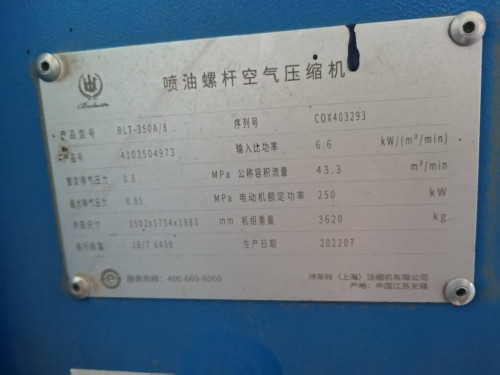 喷油螺杆空气压缩机
产品型号 BLT-350A/8 序列号 COX403293
品番号 4103504973 输入比功率 6.6 kW/(m³/min)
额定排气压力 0.8 MPa 公称容积流量 43.3 m³/min
最大排气压力 0.85 MPa 电动机额定功率 250 kW
外形尺寸 3502x1754x1983 mm 机组重量 3620 kg
执行标准 JB/T 6430 生产日期 202207
服务热线：400-665-6000 博莱特（上海）压缩机有限公司
产地：中国江苏无锡